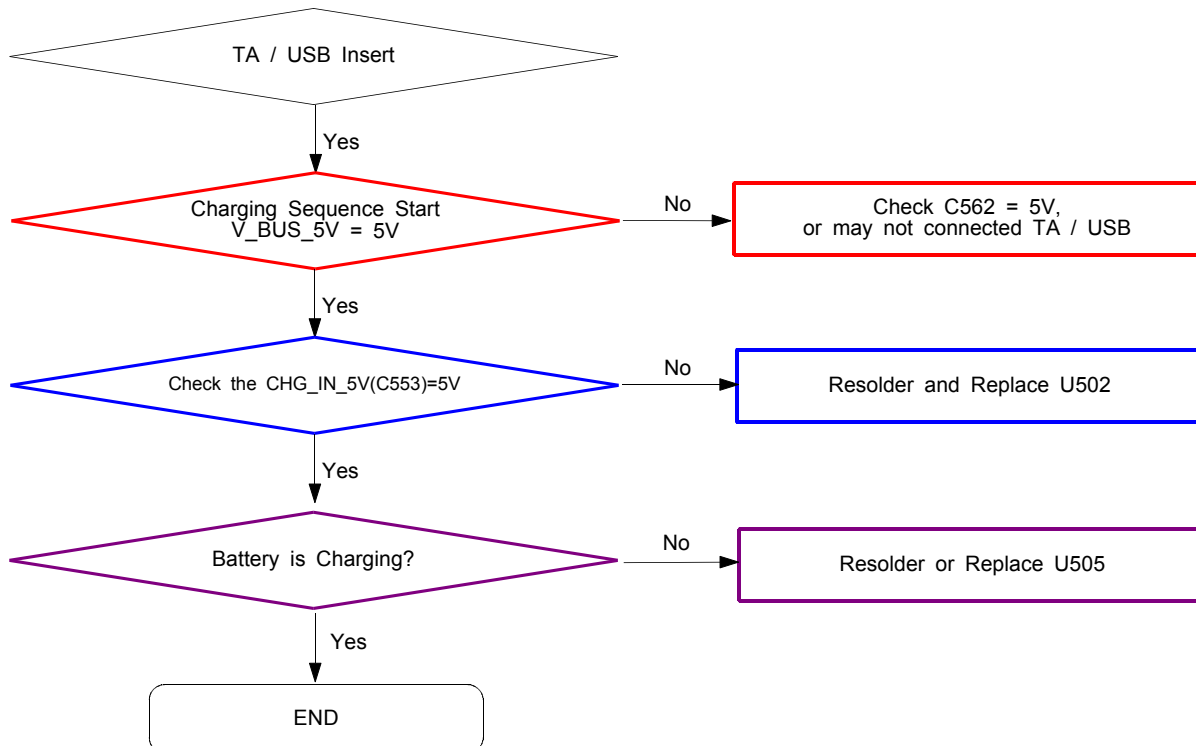 TA / USB Insert
Yes
Charging Sequence Start
V_BUS_5V = 5V
No
Check C562 = 5V,
or may not connected TA / USB
Yes
Check the CHG_IN_5V(C553)=5V
No
Resolder and Replace U502
Yes
Battery is Charging?
No
Resolder or Replace U505
Yes
END